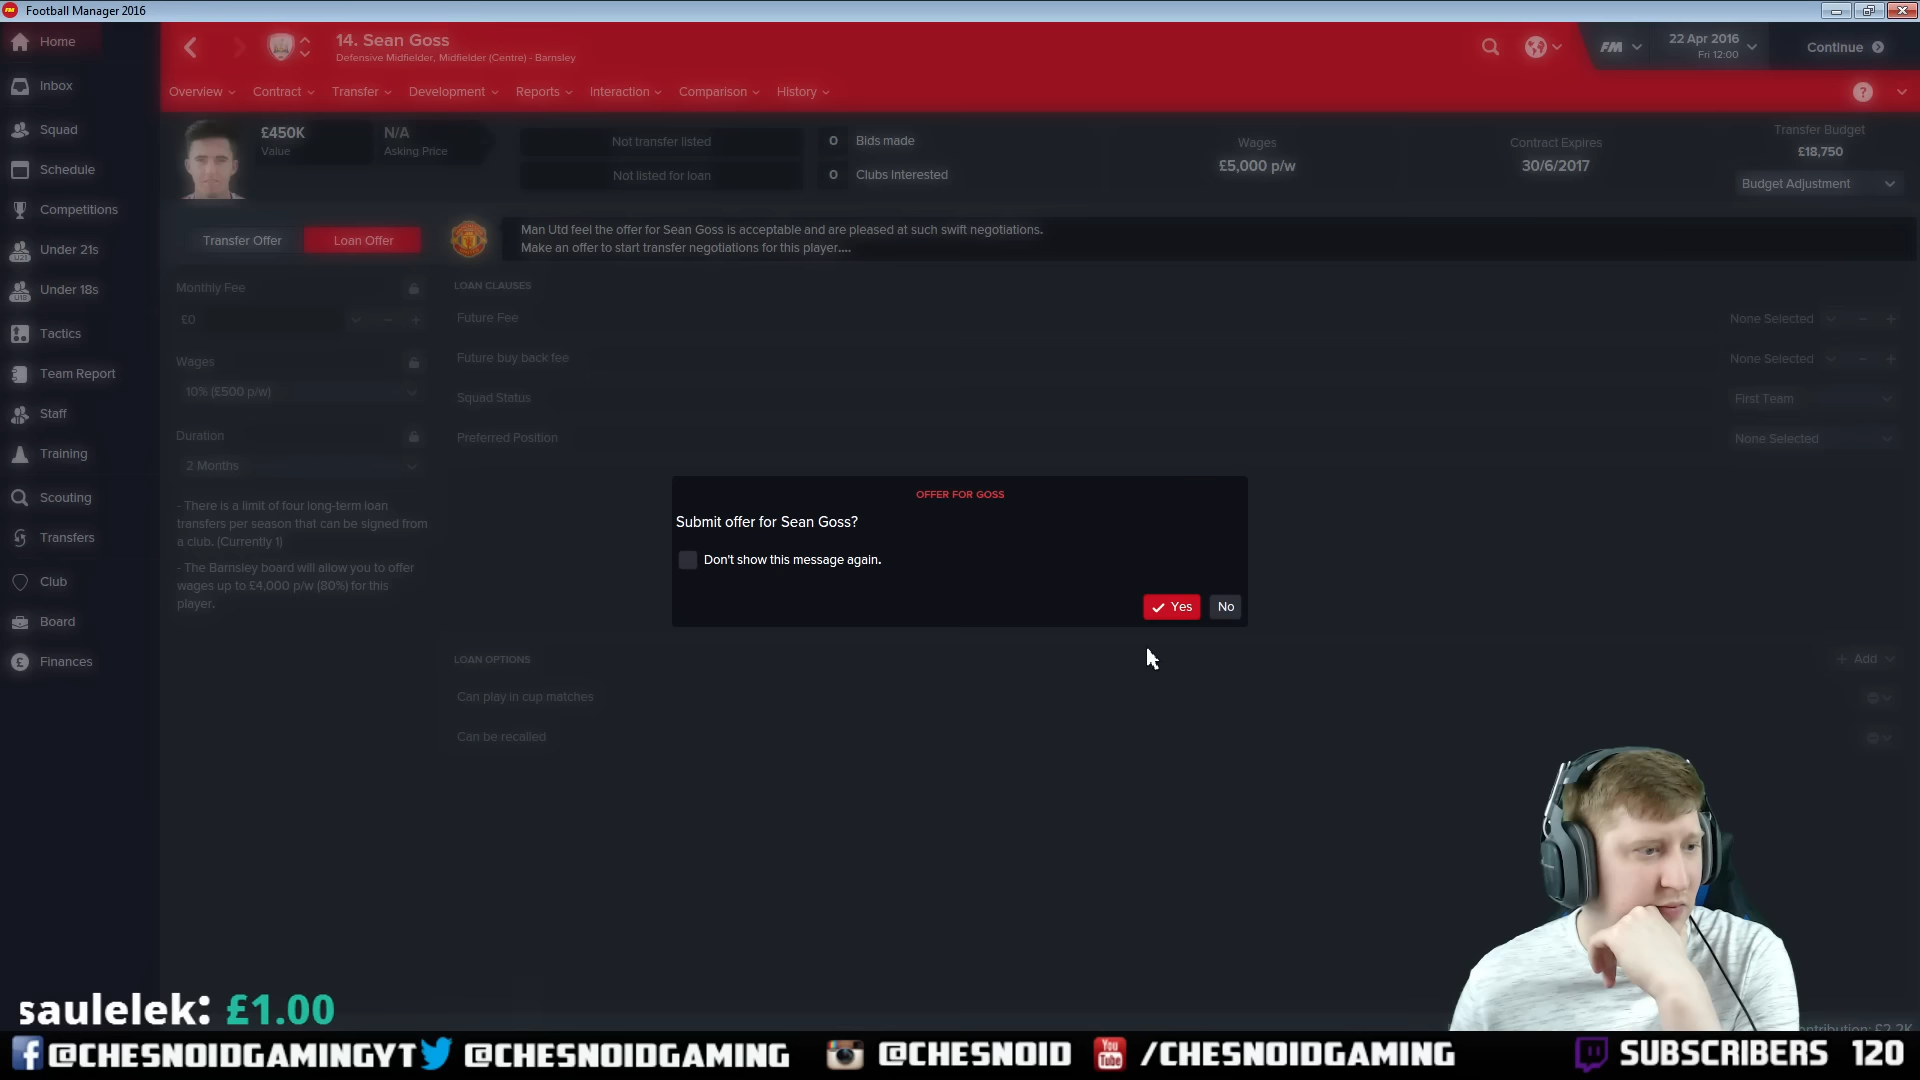 Football Manager 2016
Home
Inbox
Squad
Schedule
Competitions
Under 21s
Under 18s
Tactics
Team Report
Staff
Training
Scouting
Transfers
Club
Board
Finances
14. Sean Goss
Defensive Midfielder, Midfielder (Centre) - Barnsley
FM
22 Apr 2016
Fri 12:00
Continue
Overview
Contract
Transfer
Development
Reports
Interaction
Comparison
History
?
£450K
Value
N/A
Asking Price
Not transfer listed
Not listed for loan
0 Bids made
0 Clubs Interested
Wages
£5,000 p/w
Contract Expires
30/6/2017
Transfer Budget
£18,750
Budget Adjustment
Transfer Offer
Loan Offer
Man Utd feel the offer for Sean Goss is acceptable and are pleased at such swift negotiations.
Make an offer to start transfer negotiations for this player....
Monthly Fee
£0
Wages
10% (£500 p/w)
Duration
2 Months
- There is a limit of four long-term loan
transfers per season that can be signed from
a club. (Currently 1)
- The Barnsley board will allow you to offer
wages up to £4,000 p/w (80%) for this
player.
LOAN CLAUSES
Future Fee
None Selected
Future buy back fee
None Selected
Squad Status
First Team
Preferred Position
None Selected
OFFER FOR GOSS
Submit offer for Sean Goss?
Don't show this message again.
Yes
No
LOAN OPTIONS
+ Add
Can play in cup matches
Can be recalled
saulelek: £1.00
@CHESNOIDGAMINGYT
@CHESNOIDGAMING
@CHESNOID
You Tube
/CHESNOIDGAMING
SUBSCRIBERS 120